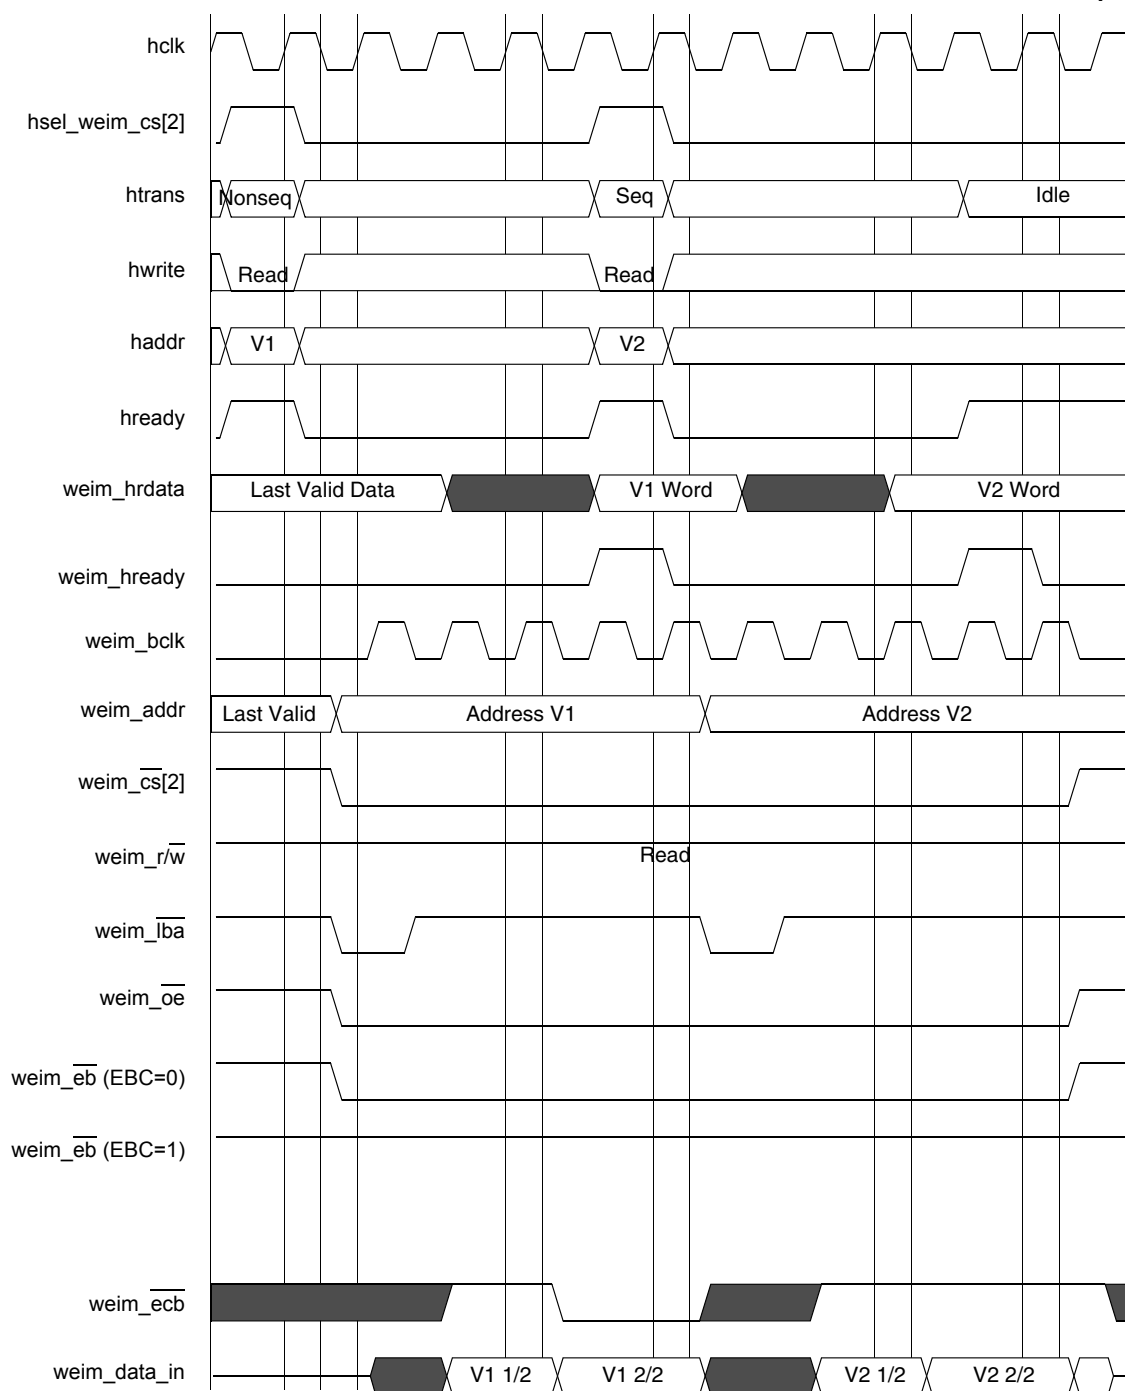 hclk
hsel_weim_cs[2]
htrans Nonseq Seq Idle
hwrite Read Read
haddr V1 V2
hready
weim_hrdata Last Valid Data V1 Word V2 Word
weim_hready
weim_bclk
weim_addr Last Valid Address V1 Address V2
weim_cs[2]
weim_r/w Read
weim_lba
weim_oe
weim_eb (EBC=0)
weim_eb (EBC=1)
weim_ecb
weim_data_in V1 1/2 V1 2/2 V2 1/2 V2 2/2